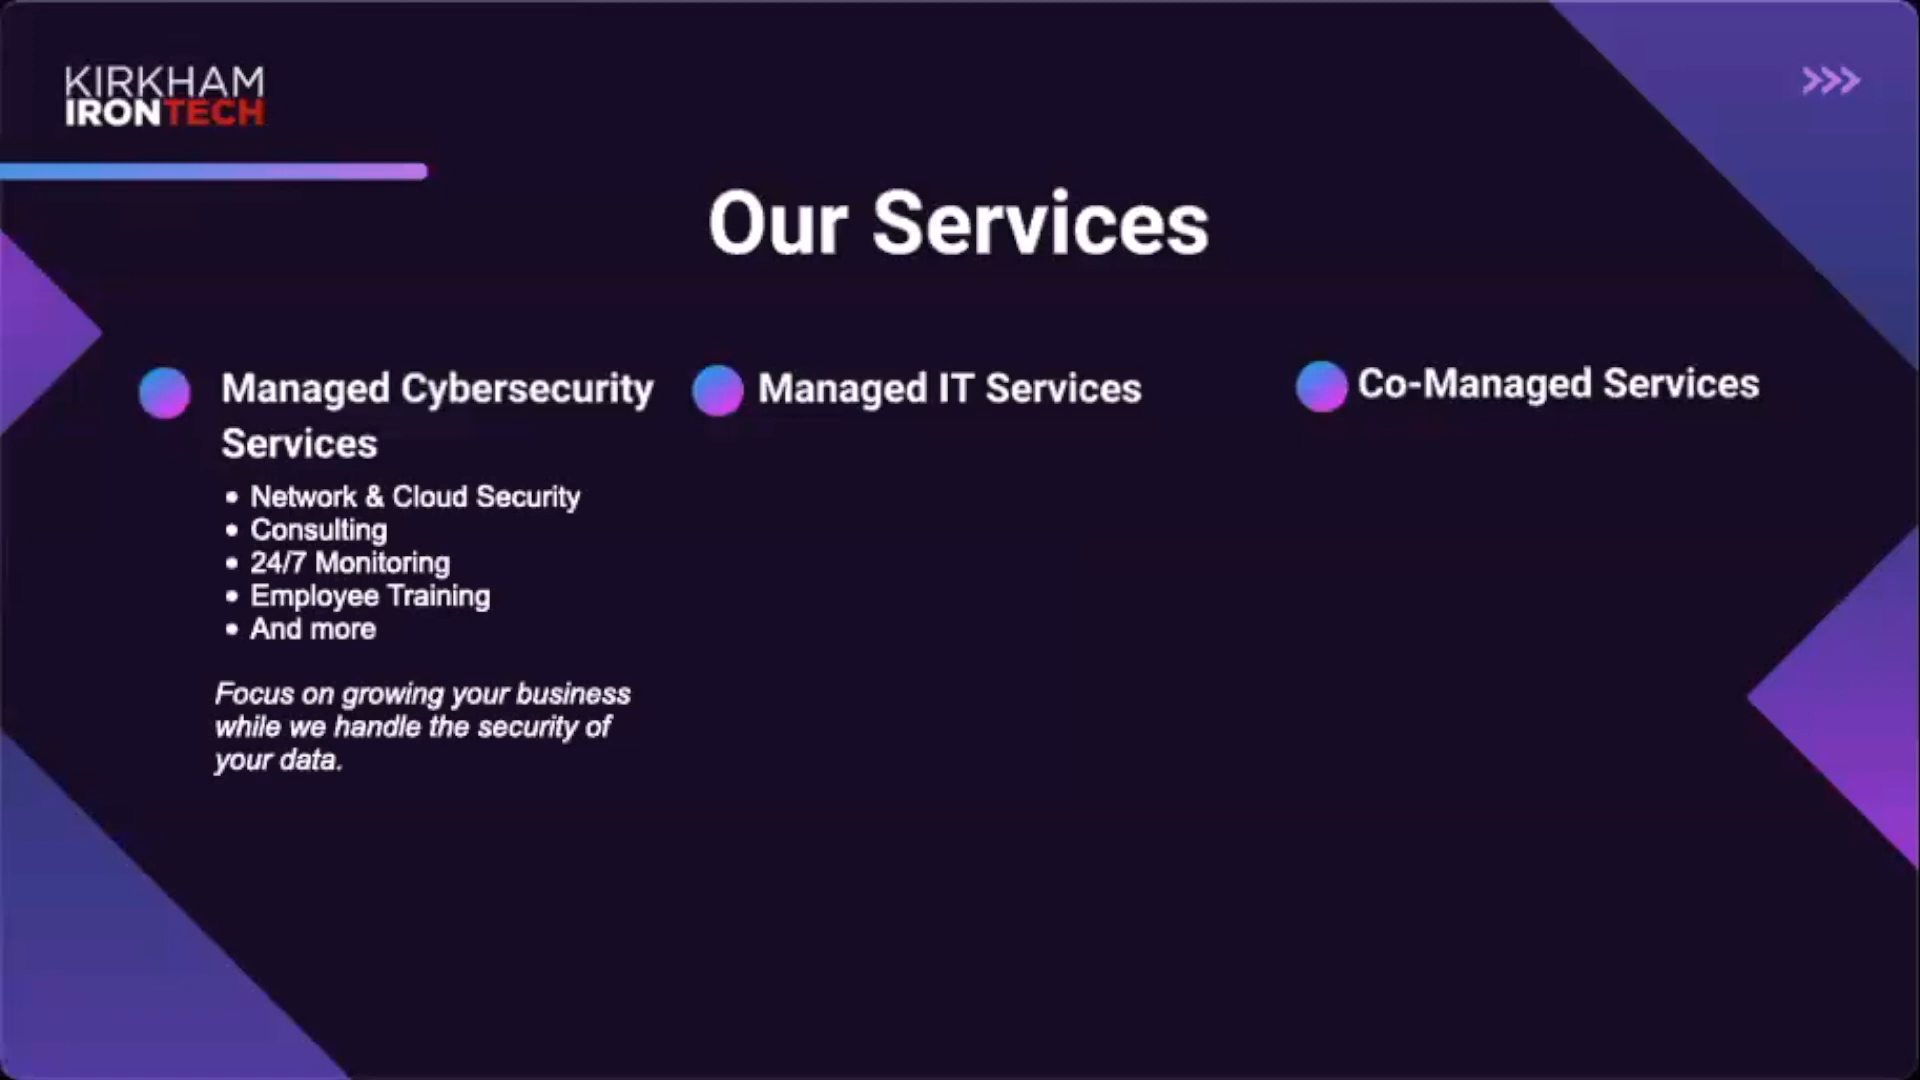 KIRKHAM
IRONTECH
Our Services
Managed Cybersecurity
Services
• Network & Cloud Security
• Consulting
• 24/7 Monitoring
• Employee Training
• And more
Focus on growing your business
while we handle the security of
your data.
Managed IT Services
Co-Managed Services